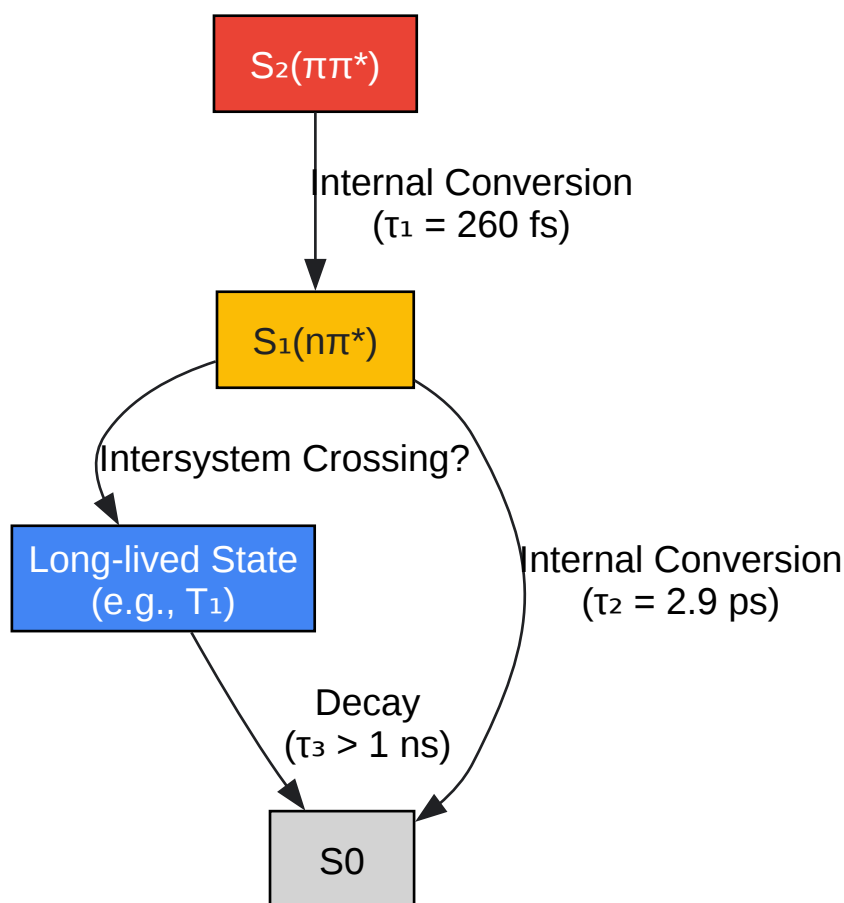 S₂(ππ*)
Internal Conversion
(τ₁ = 260 fs)
S₁(nπ*)
Intersystem Crossing?
Long-lived State
(e.g., T₁)
Internal Conversion
(τ₂ = 2.9 ps)
Decay
(τ₃ > 1 ns)
S0